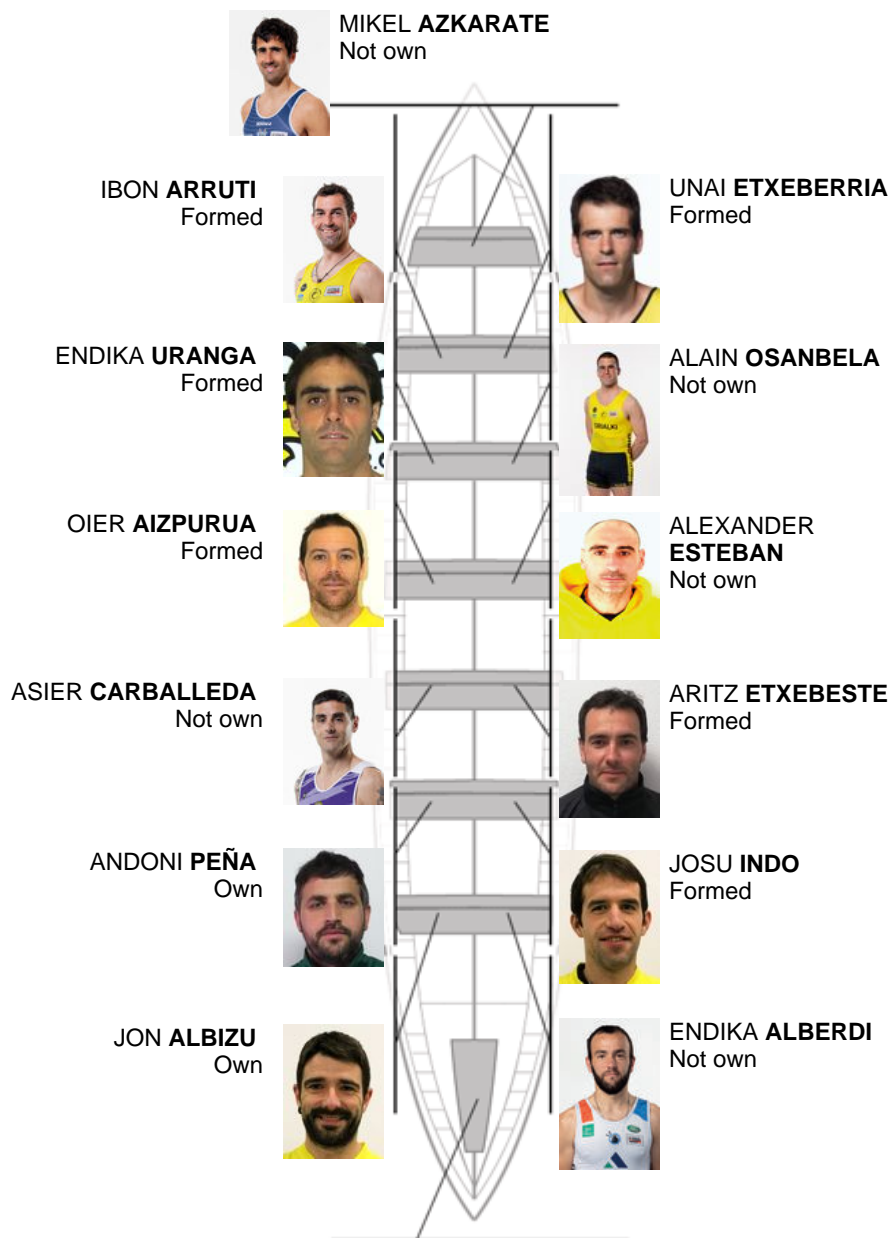 MIKEL AZKARATE
Not own
IBON ARRUTI
Formed
UNAI ETXEBERRIA
Formed
ENDIKA URANGA
Formed
ALAIN OSANBELA
Not own
OIER AIZPURUA
Formed
ALEXANDER
ESTEBAN
Not own
ASIER CARBALLEDA
Not own
ARITZ ETXEBESTE
Formed
ANDONI PEÑA
Own
JOSU INDO
Formed
JON ALBIZU
Own
ENDIKA ALBERDI
Not own